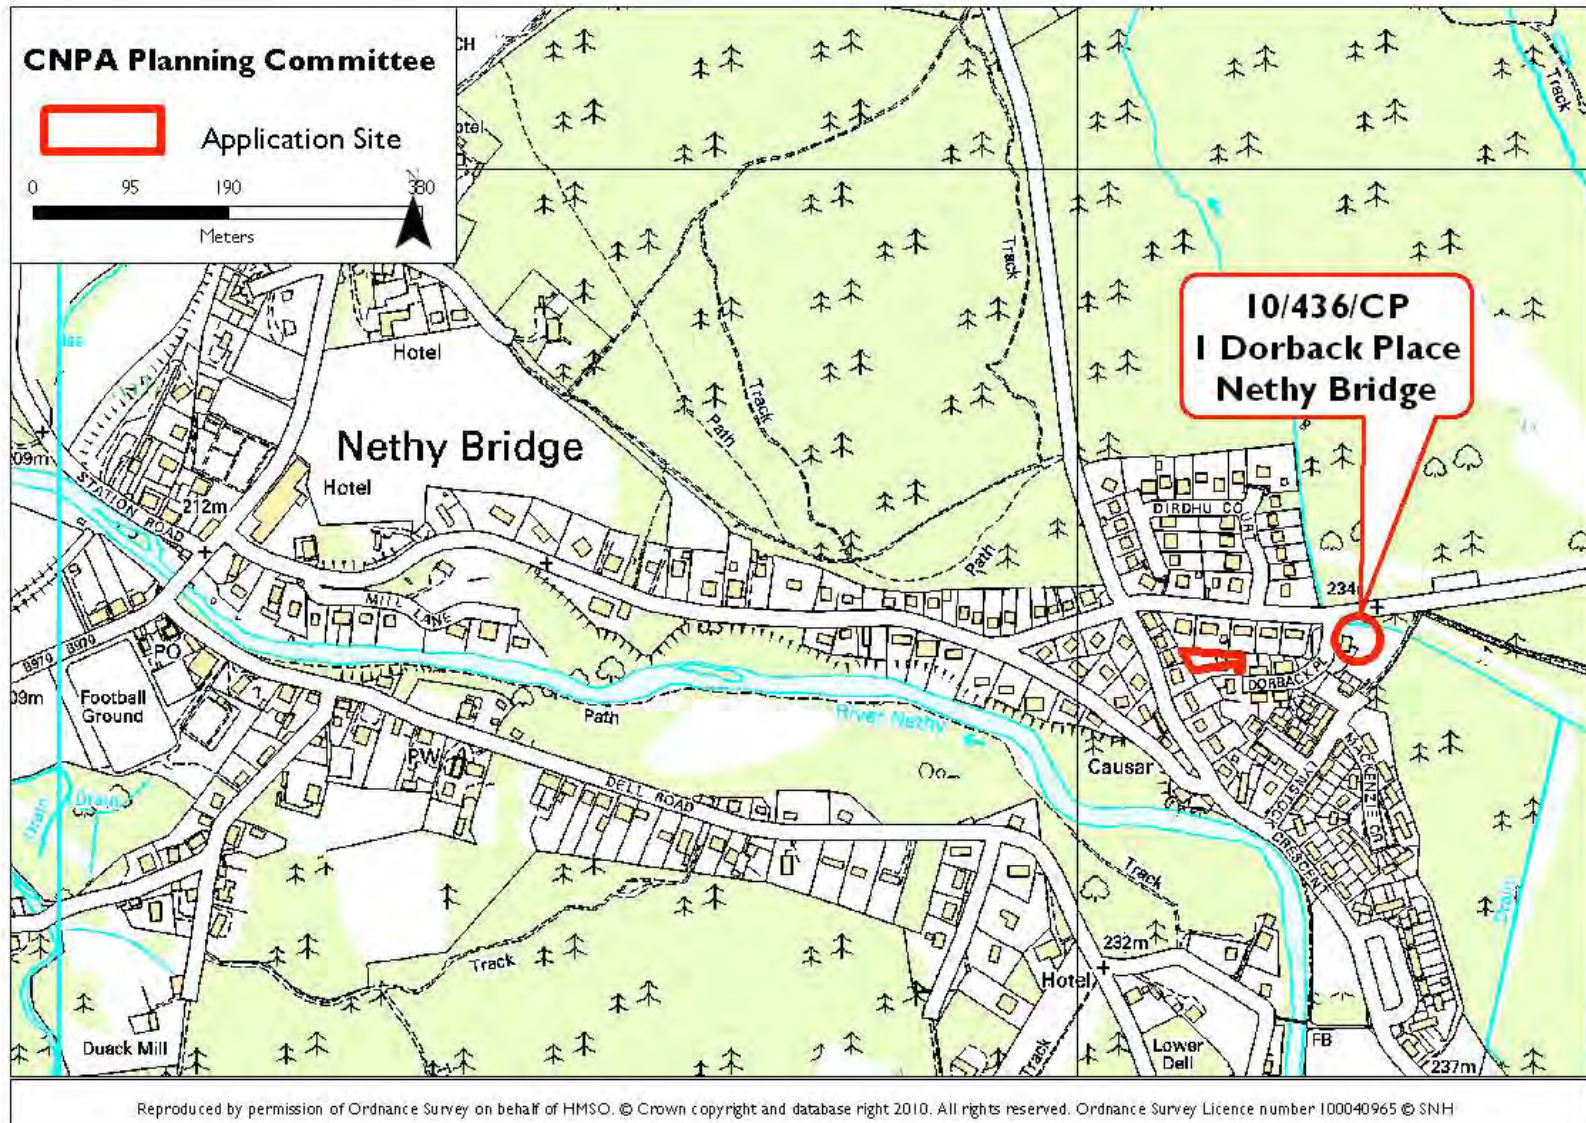 CNPA Planning Committee
Application Site
0 95 190 380
N
Meters
10/436/CP
1 Dorback Place
Nethy Bridge
Track
Track
Track
Path
Hotel
Nethy Bridge
Hotel
09m
STATION ROAD
212m
DIRDHU COURT
Path
234
MILL LANE
B970 B970
PO
09m
Football
Ground
Path
River Nethy
DORBACK PL
PW
DELL ROAD
Causar
MACKENZIE CR
CRESCENT
Drain
Drain
Track
Drain
Track
232m
Hotel
Duack Mill
Track
Lower
Dell
FB
237m
Reproduced by permission of Ordnance Survey on behalf of HMSO. © Crown copyright and database right 2010. All rights reserved. Ordnance Survey Licence number 100040965 © SNH